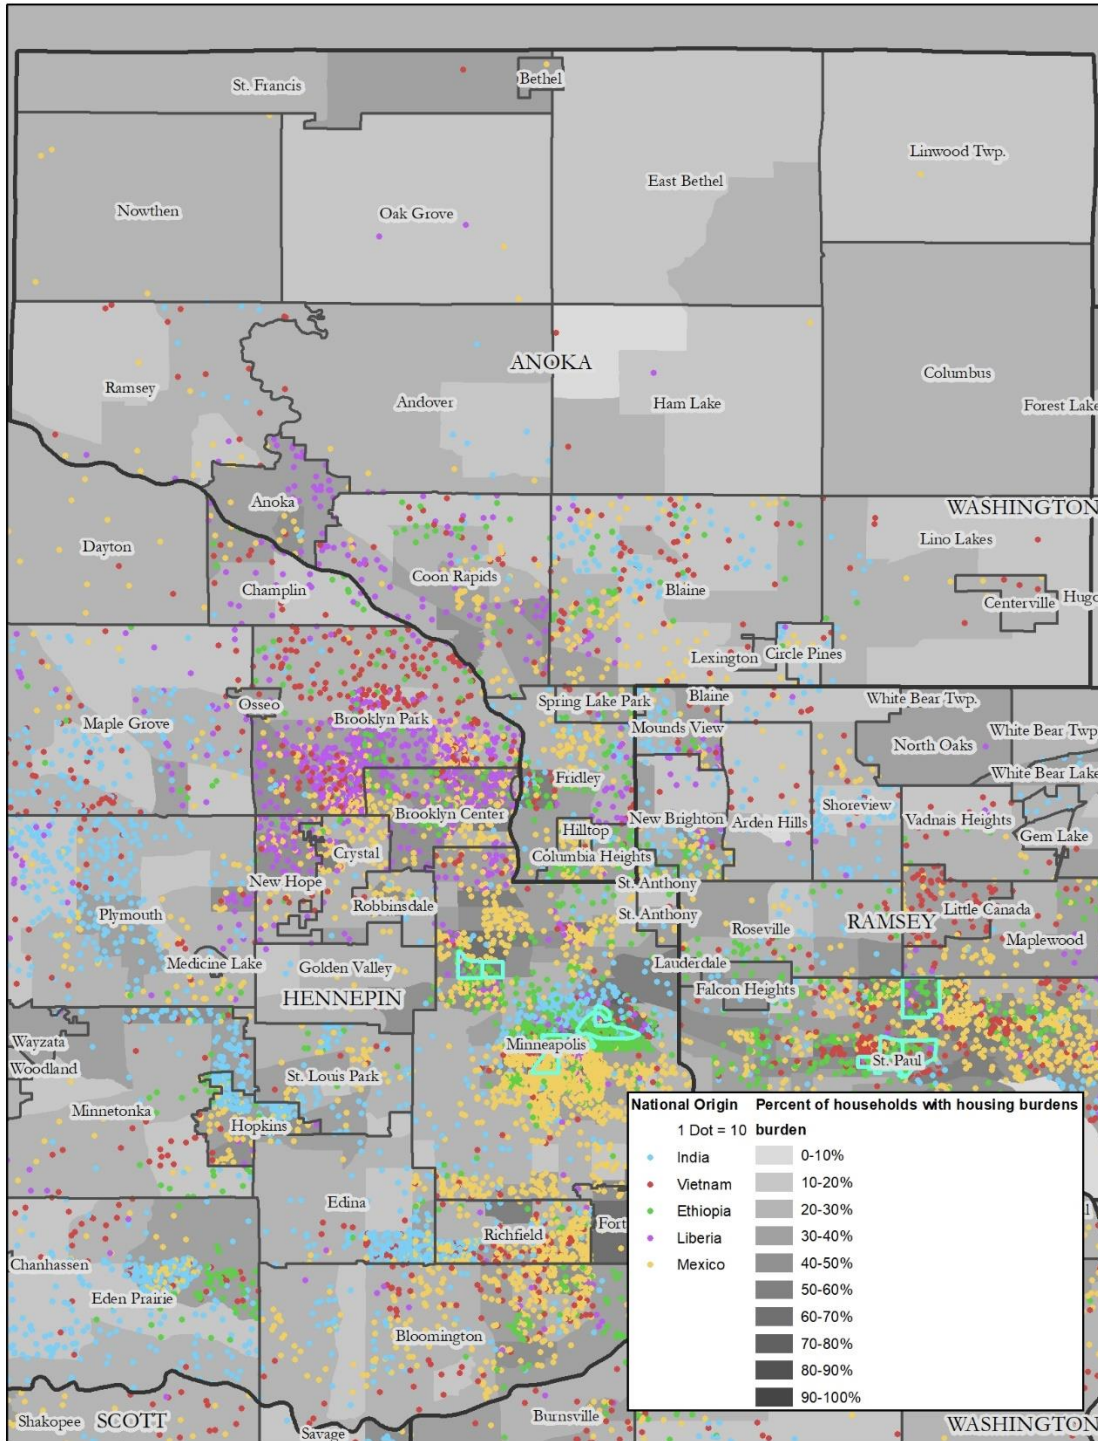 St. Francis
Bethel
Linwood Twp.
East Bethel
Nowthen
Oak Grove
ANOKA
Ramsey
Andover
Ham Lake
Columbus
Forest Lake
Anoka
WASHINGTON
Dayton
Lino Lakes
Coon Rapids
Champlin
Blaine
Centerville
Hugo
Lexington
Circle Pines
Osseo
Spring Lake Park
Blaine
White Bear Twp.
Maple Grove
Brooklyn Park
Mounds View
North Oaks
White Bear Twp
White Bear Lake
Fridley
Shoreview
Brooklyn Center
New Brighton
Arden Hills
Vadnais Heights
Hilltop
Gem Lake
Crystal
Columbia Heights
New Hope
St. Anthony
Robbinsdale
Little Canada
Plymouth
St. Anthony
RAMSEY
Roseville
Maplewood
Medicine Lake
Golden Valley
Lauderdale
Falcon Heights
HENNEPIN
Wayzata
Minneapolis
Woodland
St. Louis Park
St. Paul
Minnetonka
Hopkins
Edina
Richfield
Fort
Chanhassen
Eden Prairie
Bloomington
Burnsville
Shakopee
SCOTT
Savage
WASHINGTON
National Origin
1 Dot = 10
India
Vietnam
Ethiopia
Liberia
Mexico
Percent of households with housing burdens
burden
0-10%
10-20%
20-30%
30-40%
40-50%
50-60%
60-70%
70-80%
80-90%
90-100%